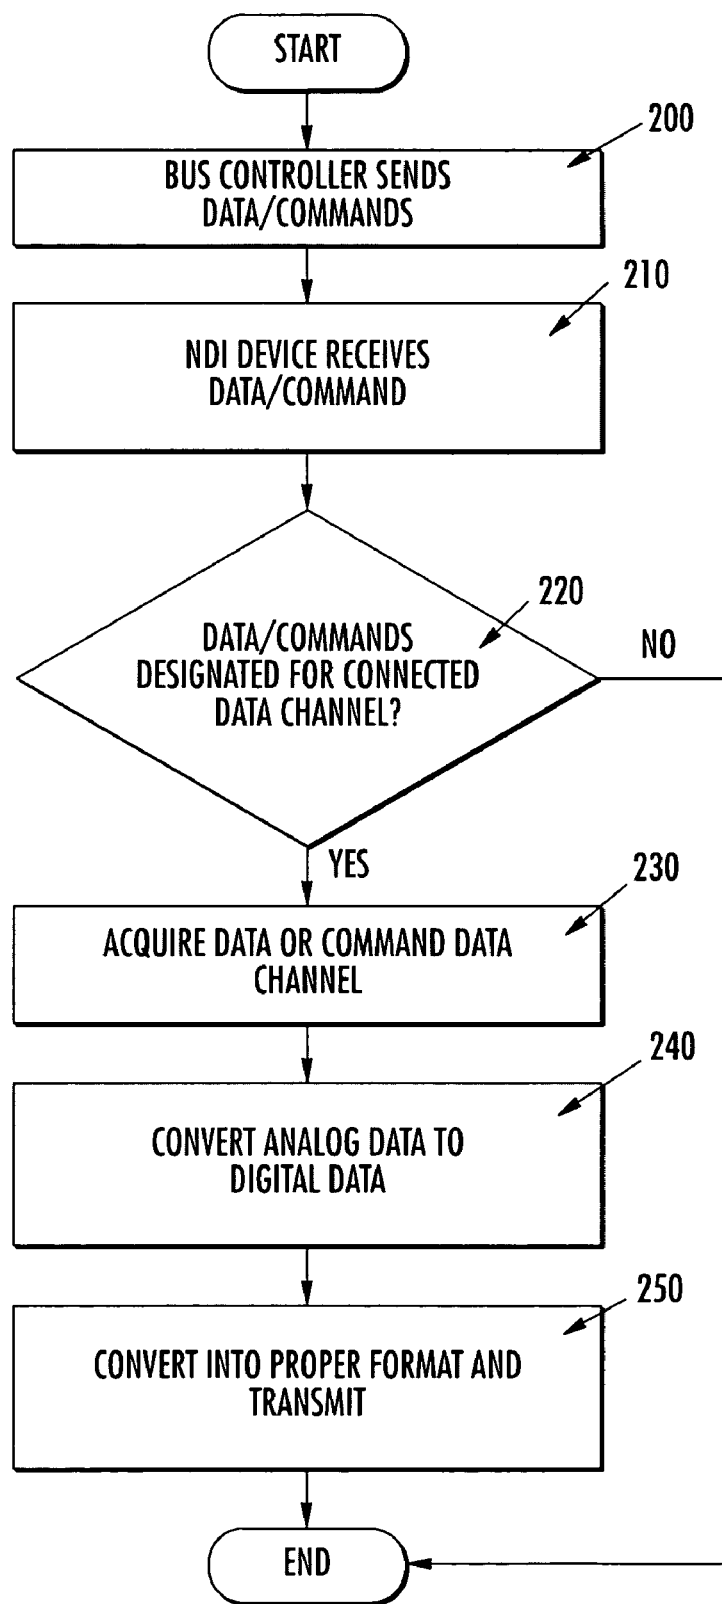 START
200
BUS CONTROLLER SENDS
DATA/COMMANDS
210
NDI DEVICE RECEIVES
DATA/COMMAND
220
DATA/COMMANDS
DESIGNATED FOR CONNECTED
DATA CHANNEL?
NO
YES
230
ACQUIRE DATA OR COMMAND DATA
CHANNEL
240
CONVERT ANALOG DATA TO
DIGITAL DATA
250
CONVERT INTO PROPER FORMAT AND
TRANSMIT
END